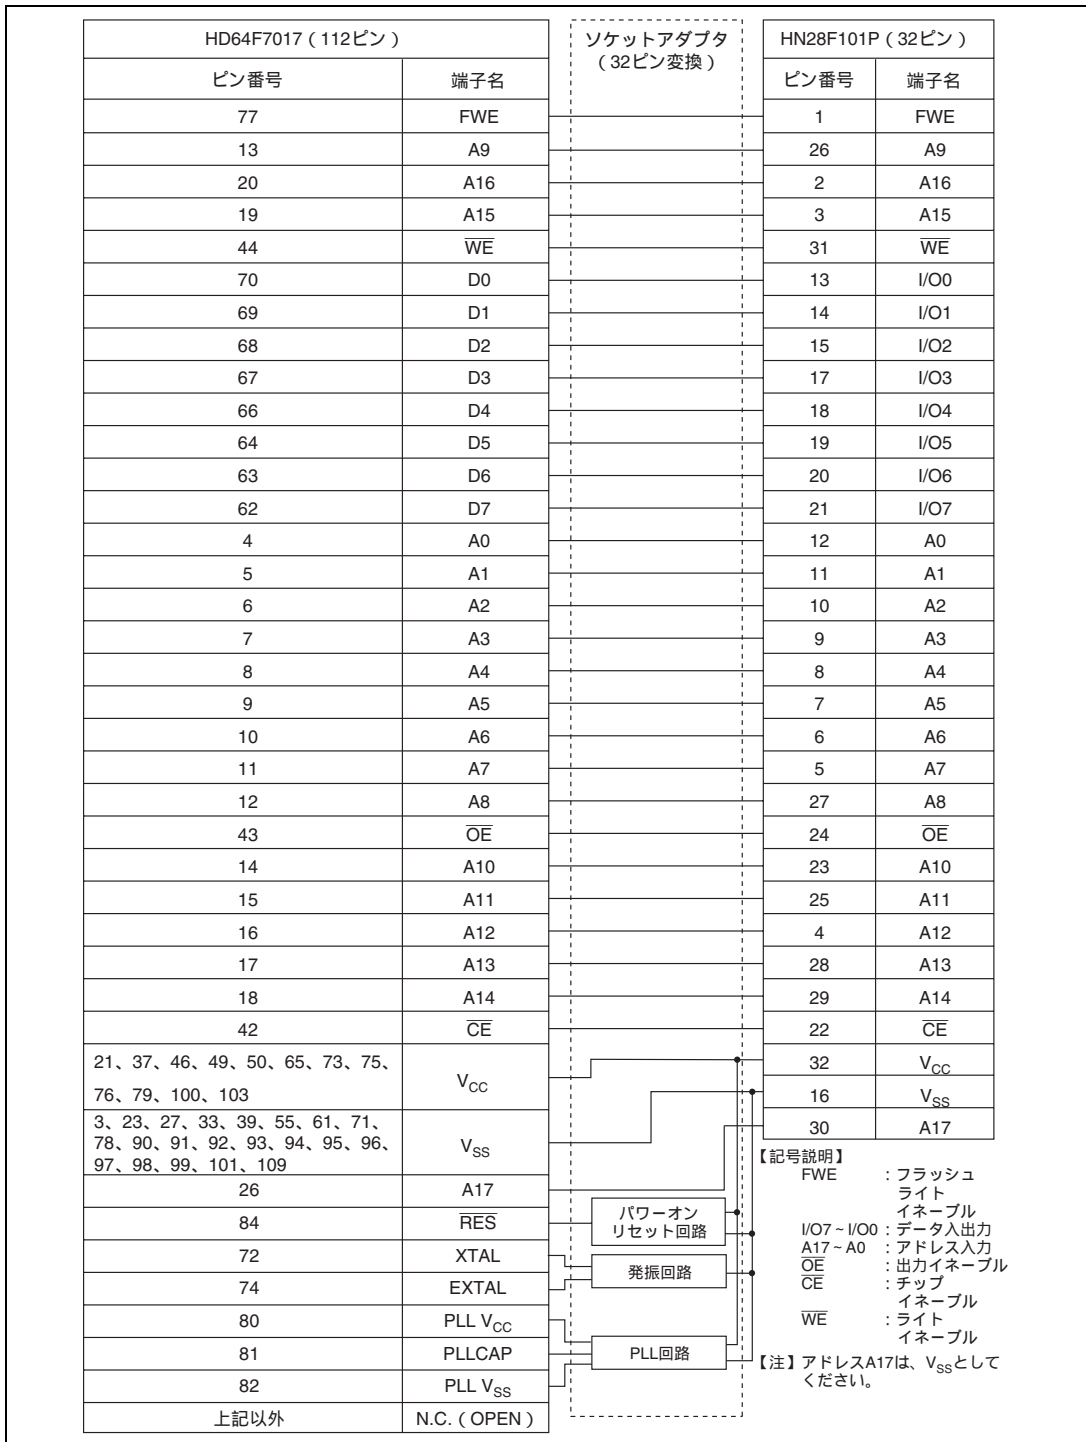 HD64F7017（112ピン） ソケットアダプタ HN28F101P（32ピン）
（32ピン変換）
ピン番号 端子名 ピン番号 端子名
77 FWE 1 FWE
13 A9 26 A9
20 A16 2 A16
19 A15 3 A15
44 W̅E̅ 31 W̅E̅
70 D0 13 I/O0
69 D1 14 I/O1
68 D2 15 I/O2
67 D3 17 I/O3
66 D4 18 I/O4
64 D5 19 I/O5
63 D6 20 I/O6
62 D7 21 I/O7
4 A0 12 A0
5 A1 11 A1
6 A2 10 A2
7 A3 9 A3
8 A4 8 A4
9 A5 7 A5
10 A6 6 A6
11 A7 5 A7
12 A8 27 A8
43 O̅E̅ 24 O̅E̅
14 A10 23 A10
15 A11 25 A11
16 A12 4 A12
17 A13 28 A13
18 A14 29 A14
42 C̅E̅ 22 C̅E̅
21、37、46、49、50、65、73、75、
76、79、100、103
VCC
32 VCC
16 VSS
30 A17
3、23、27、33、39、55、61、71、
78、90、91、92、93、94、95、96、
97、98、99、101、109
VSS
26 A17
84 R̅E̅S̅
パワーオン
リセット回路
72 XTAL
74 EXTAL
発振回路
80 PLL VCC
81 PLLCAP
82 PLL VSS
PLL回路
上記以外 N.C.（OPEN）
【記号説明】
FWE ：フラッシュ
ライト
イネーブル
I/O7～I/O0：データ入出力
A17～A0 ：アドレス入力
O̅E̅ ：出力イネーブル
C̅E̅ ：チップ
イネーブル
W̅E̅ ：ライト
イネーブル
【注】アドレスA17は、VSSとして
ください。